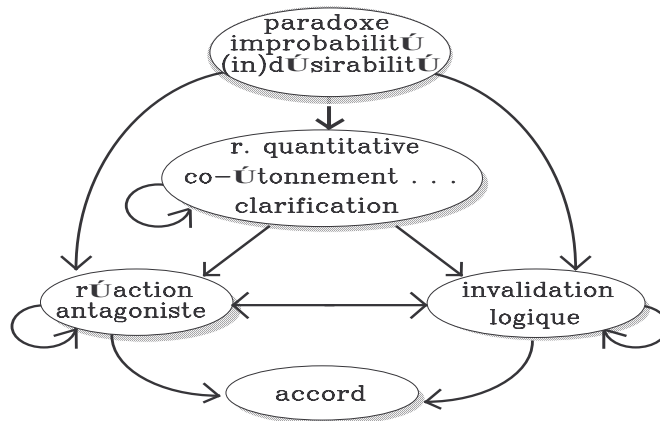 paradoxe
improbabilitÚ
(in)dÚsirabilitÚ
r. quantitative
co-Útonnement . . .
clarification
rÚaction
antagoniste
invalidation
logique
accord